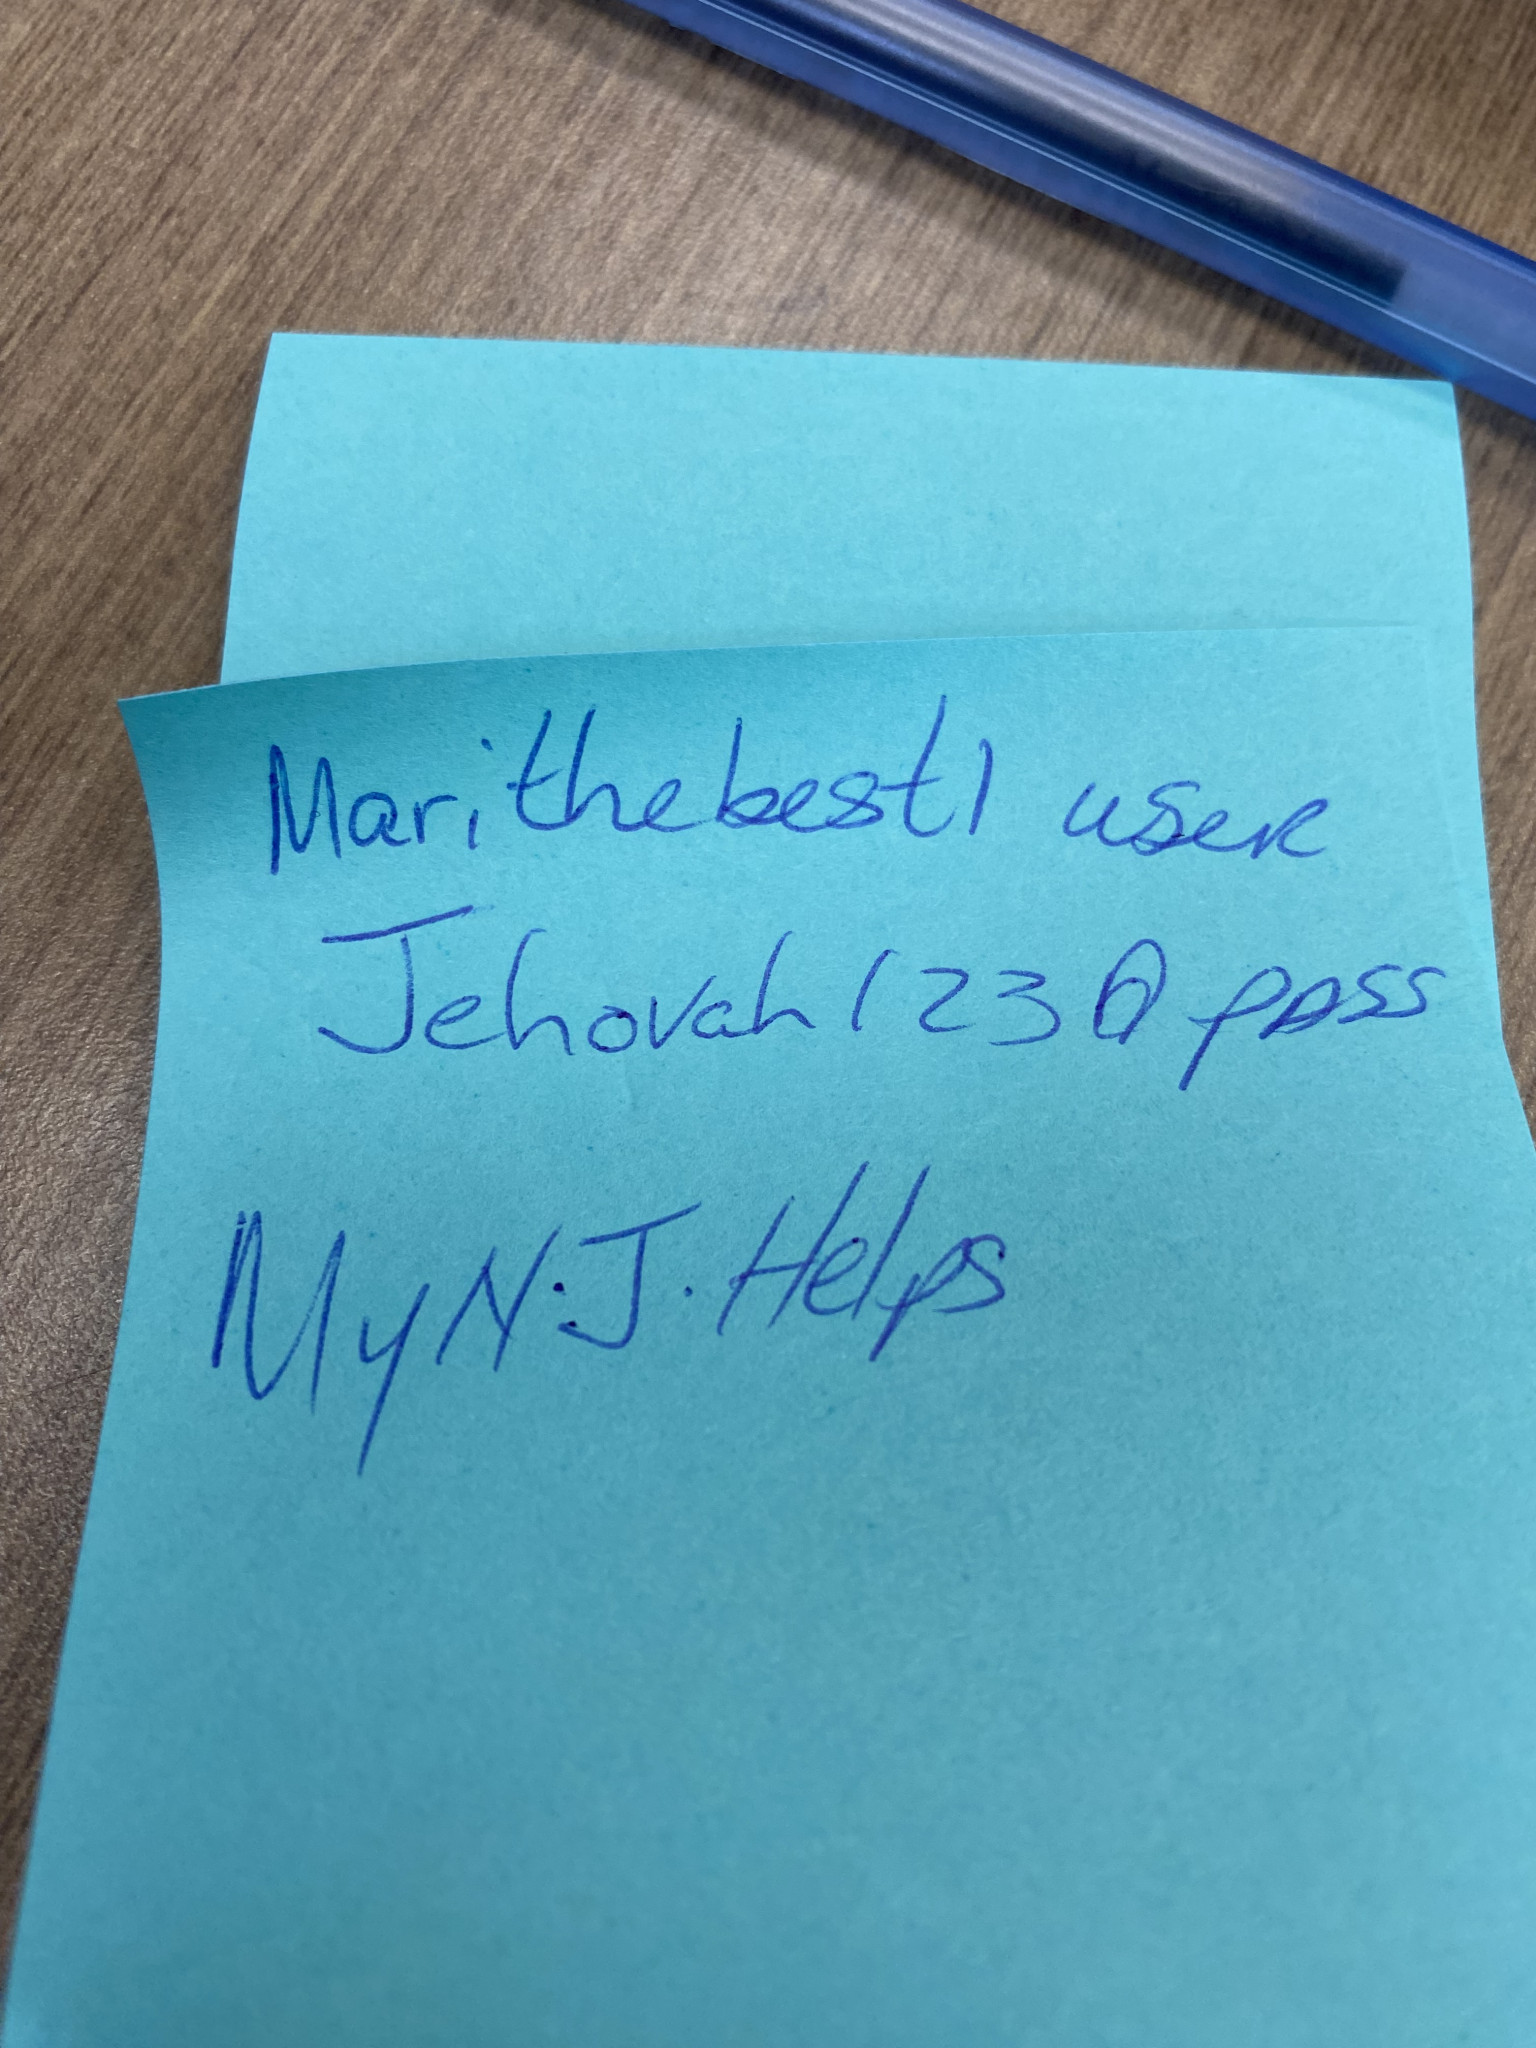 Marithebest1 user
Jehovah123@ pass
MyN.J.Helps